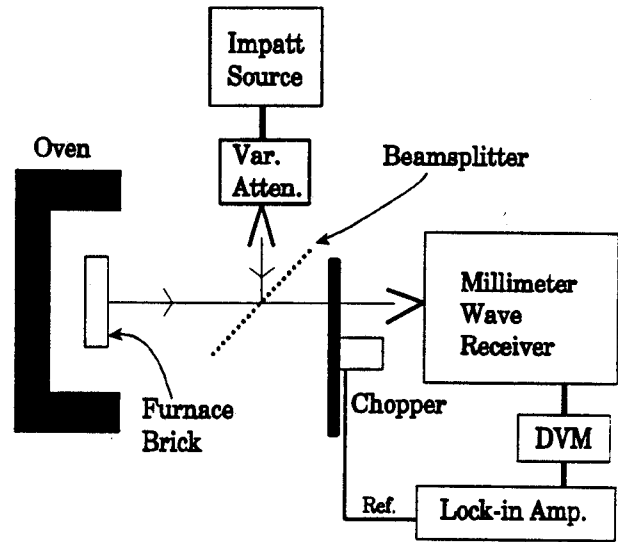 Impatt
Source
Oven
Var.
Atten.
Beamsplitter
Millimeter
Wave
Receiver
Furnace
Brick
Chopper
DVM
Ref.
Lock-in Amp.